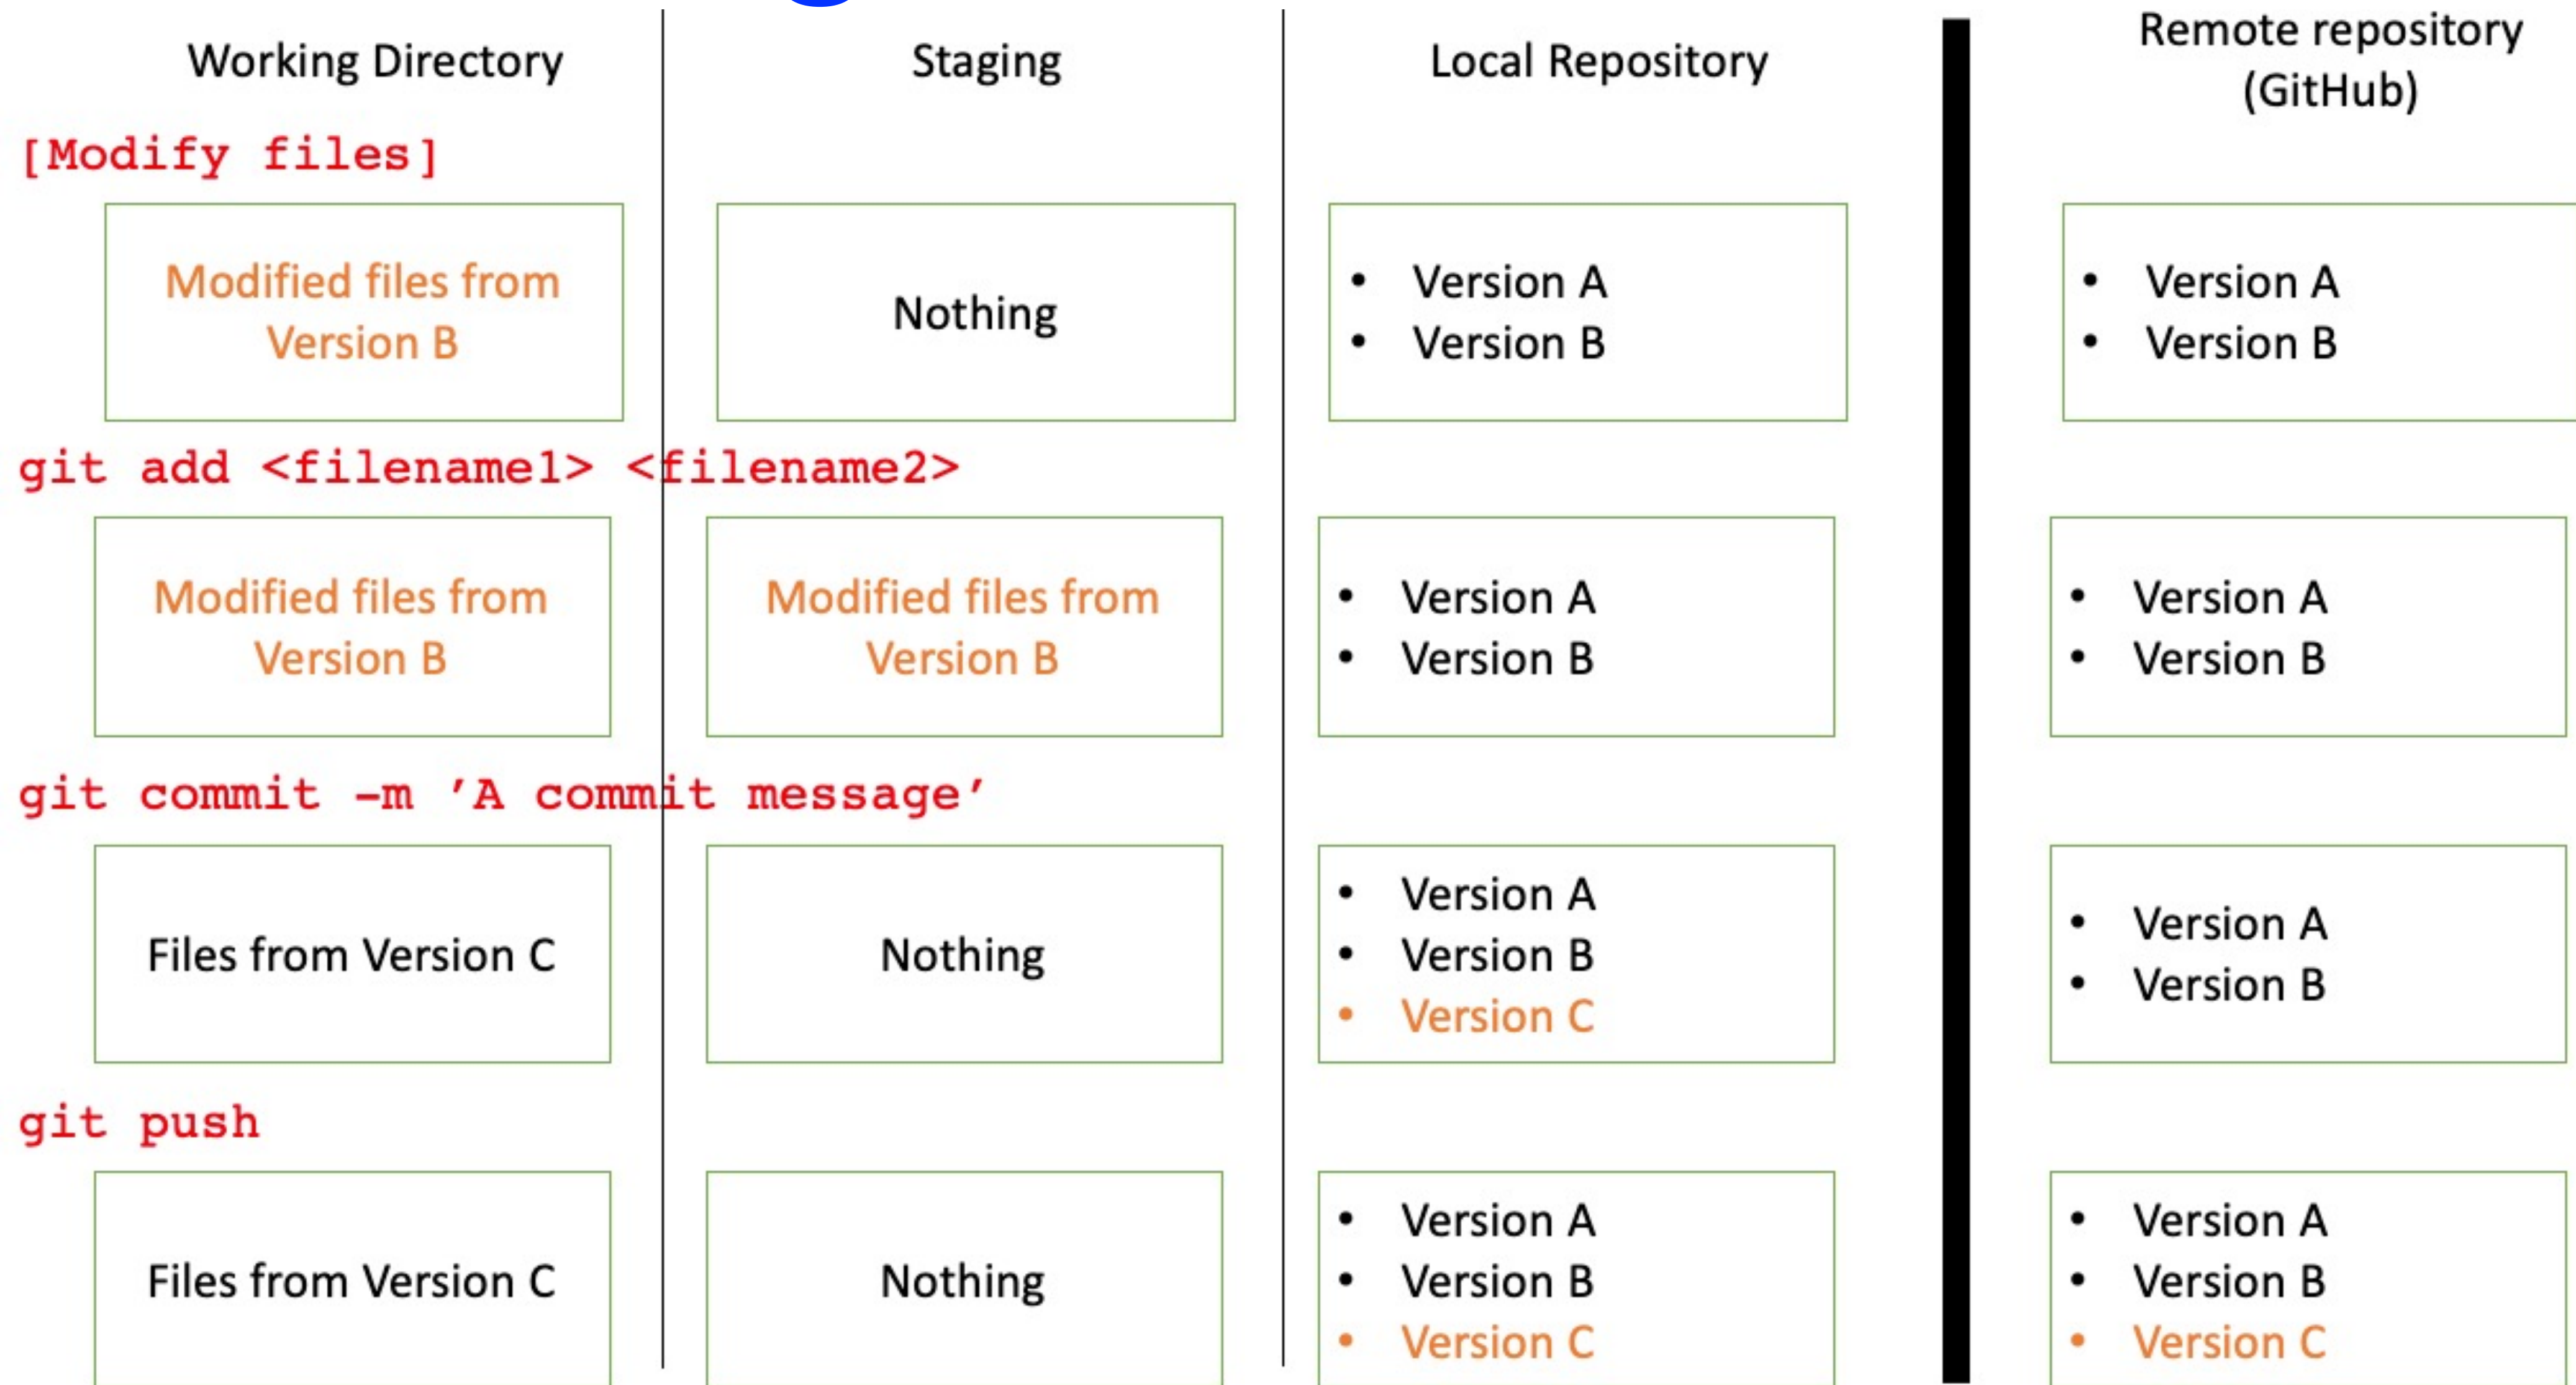 Working Directory
Staging
Local Repository
Remote repository
(GitHub)
[Modify files]
Modified files from
Version B
Nothing
• Version A
• Version B
• Version A
• Version B
git add <filename1> <filename2>
Modified files from
Version B
Modified files from
Version B
• Version A
• Version B
• Version A
• Version B
git commit –m ’A commit message’
Files from Version C
Nothing
• Version A
• Version B
• Version C
• Version A
• Version B
git push
Files from Version C
Nothing
• Version A
• Version B
• Version C
• Version A
• Version B
• Version C